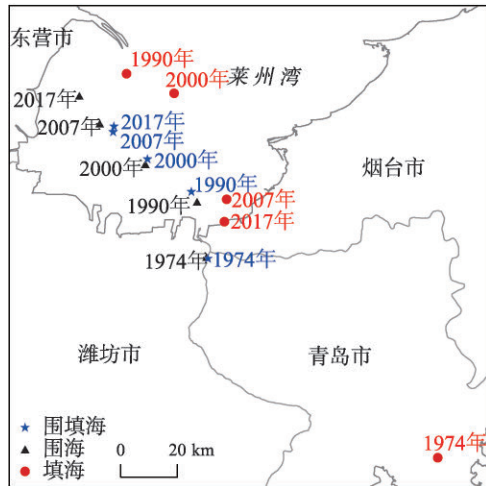 东营市
1990年
2000年
莱州湾
2017年
2007年
2017年
2007年
2000年
2000年
烟台市
1990年
1990年
2007年
2017年
1974年
1974年
潍坊市
青岛市
1974年
围填海
围海
填海
0 20 km